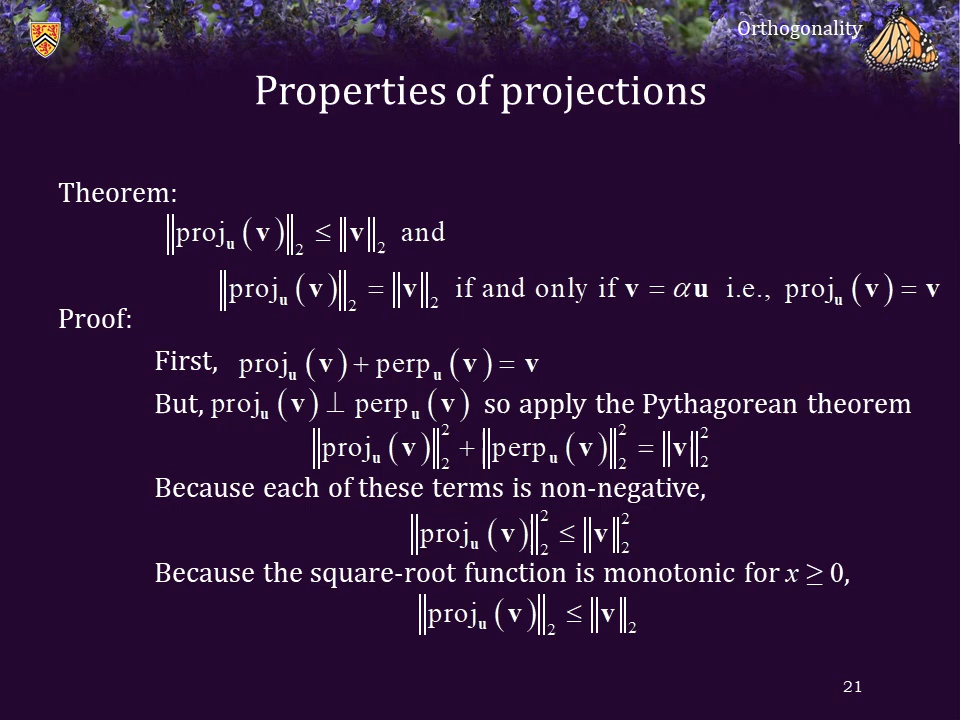 Orthogonality
Properties of projections
Theorem:
‖proj_𝐮(𝐯)‖₂ ≤ ‖𝐯‖₂ and
‖proj_𝐮(𝐯)‖₂ = ‖𝐯‖₂ if and only if 𝐯 = α𝐮 i.e., proj_𝐮(𝐯) = 𝐯
Proof:
First, proj_𝐮(𝐯) + perp_𝐮(𝐯) = 𝐯
But, proj_𝐮(𝐯) ⊥ perp_𝐮(𝐯) so apply the Pythagorean theorem
‖proj_𝐮(𝐯)‖₂² + ‖perp_𝐮(𝐯)‖₂² = ‖𝐯‖₂²
Because each of these terms is non-negative,
‖proj_𝐮(𝐯)‖₂² ≤ ‖𝐯‖₂²
Because the square-root function is monotonic for x ≥ 0,
‖proj_𝐮(𝐯)‖₂ ≤ ‖𝐯‖₂
21